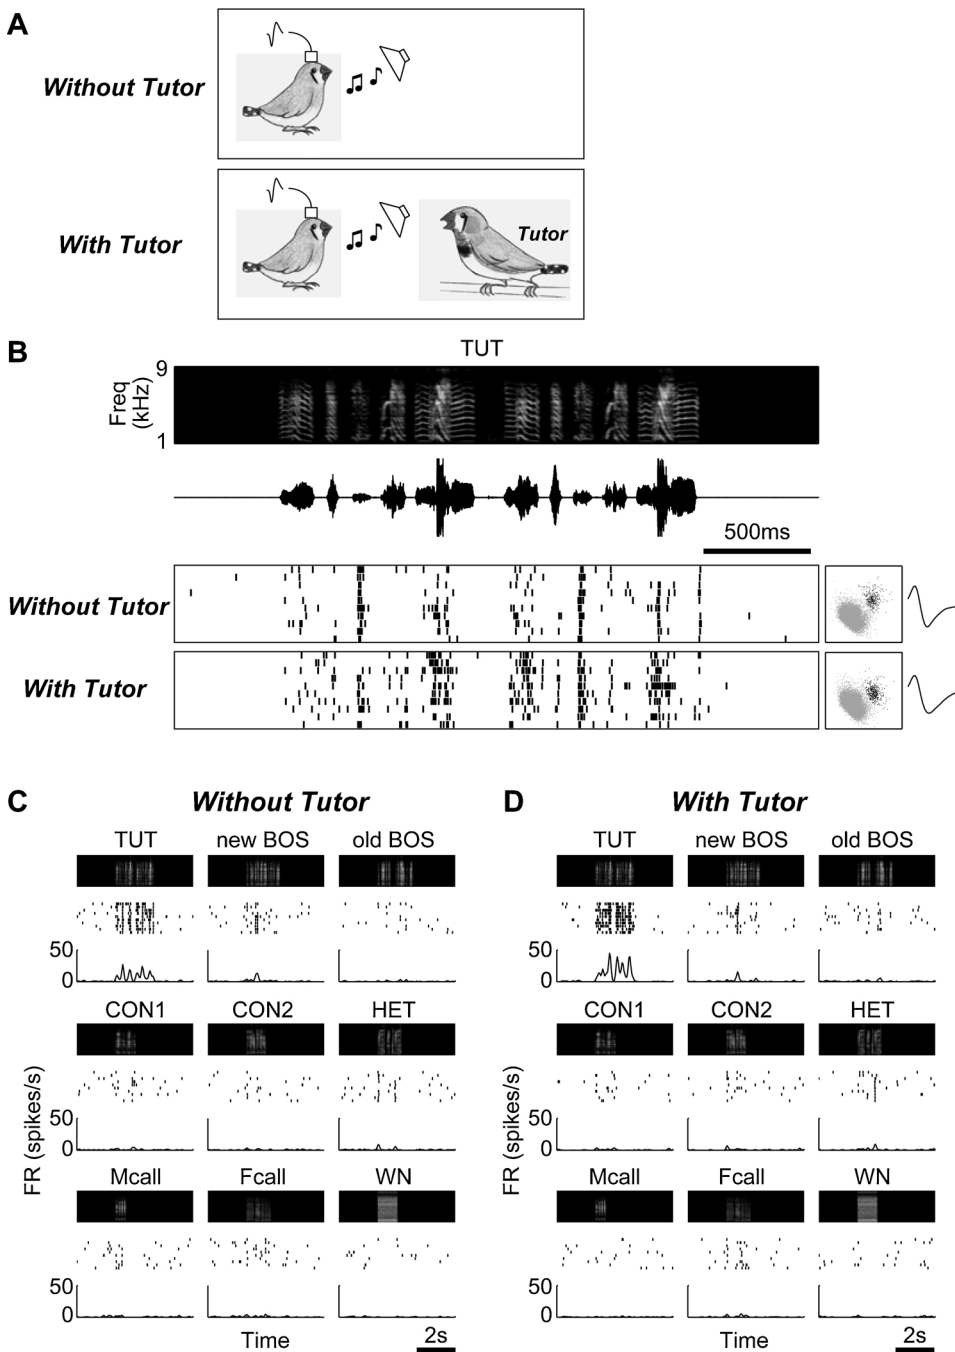 A
Without Tutor
With Tutor
Tutor
B
TUT
9
Freq
(kHz)
1
500ms
Without Tutor
With Tutor
C
Without Tutor
TUT new BOS old BOS
50
0
CON1 CON2 HET
50
0
Mcall Fcall WN
50
0
FR (spikes/s)
Time
2s
D
With Tutor
TUT new BOS old BOS
50
0
CON1 CON2 HET
50
0
Mcall Fcall WN
50
0
FR (spikes/s)
Time
2s